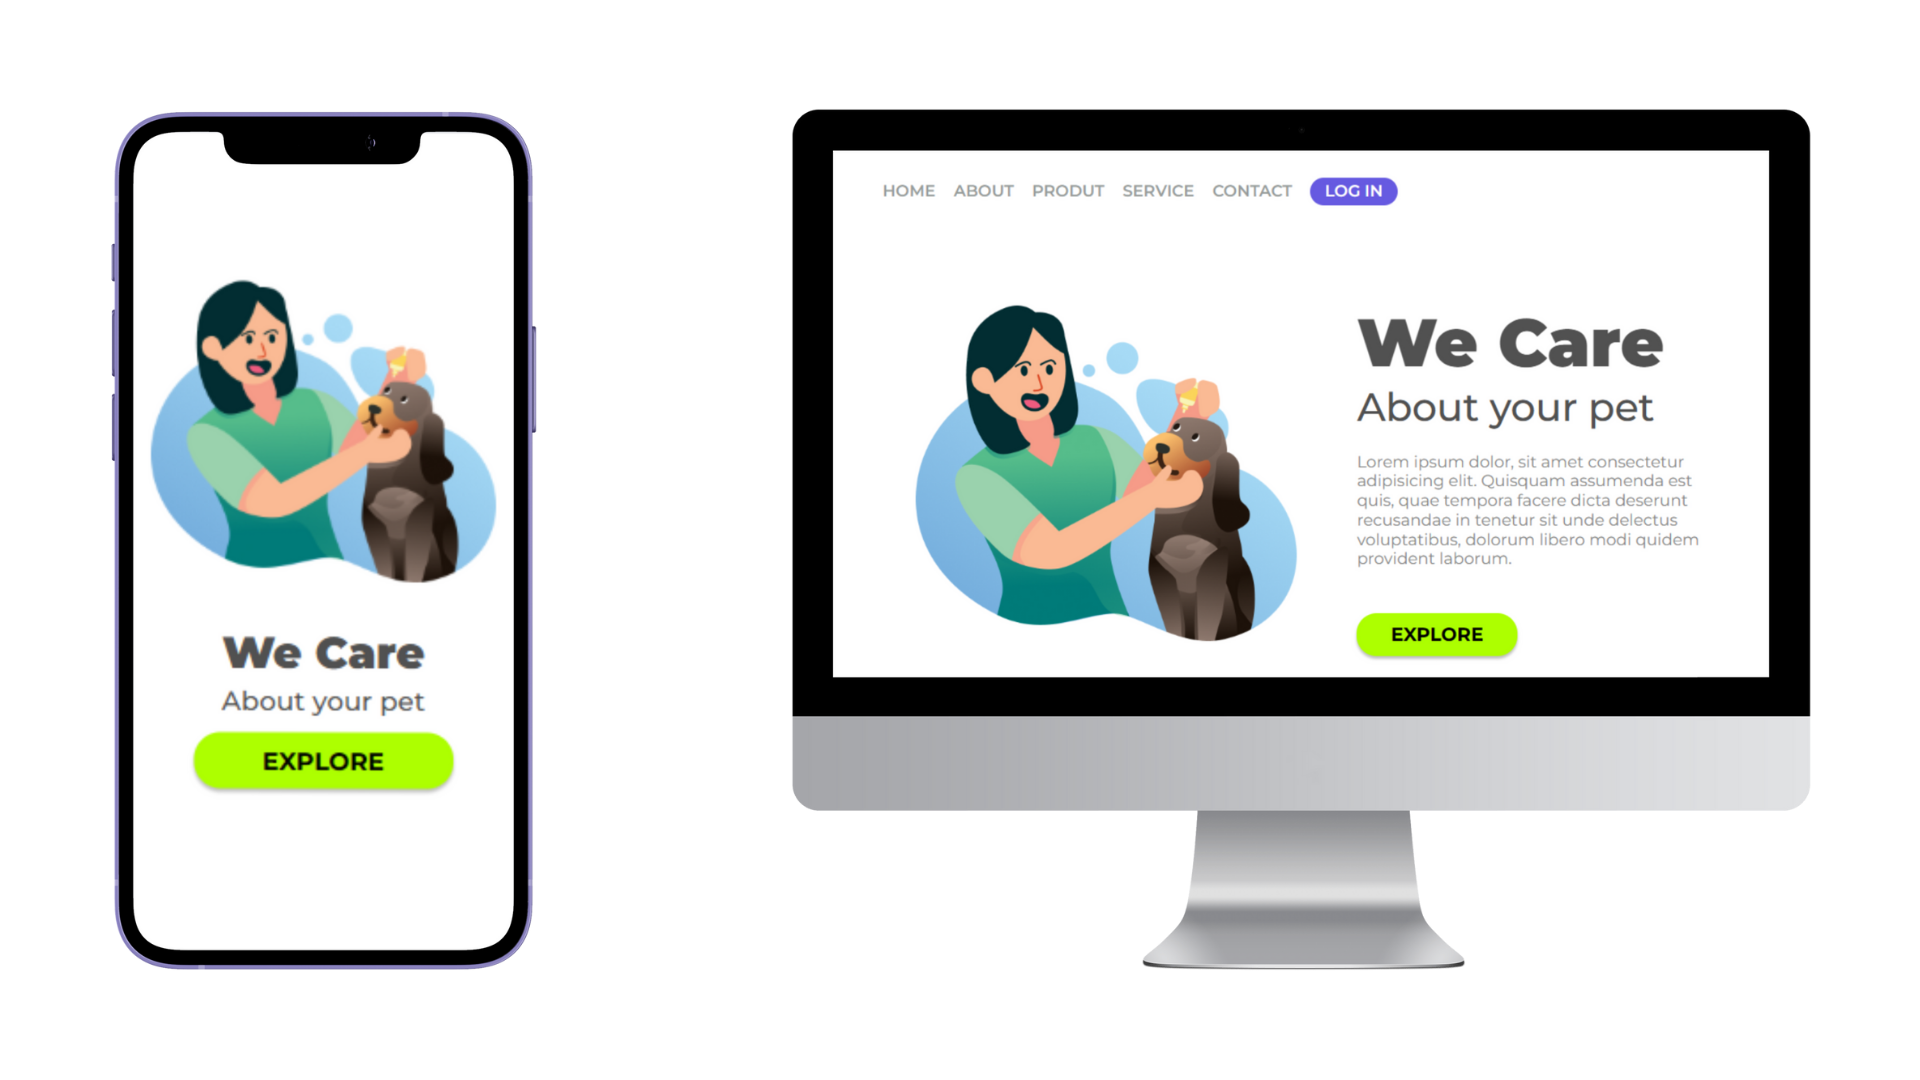 We Care
About your pet
EXPLORE
HOME ABOUT PRODUT SERVICE CONTACT LOG IN
We Care
About your pet
Lorem ipsum dolor, sit amet consectetur
adipisicing elit. Quisquam assumenda est
quis, quae tempora facere dicta deserunt
recusandae in tenetur sit unde delectus
voluptatibus, dolorum libero modi quidem
provident laborum.
EXPLORE